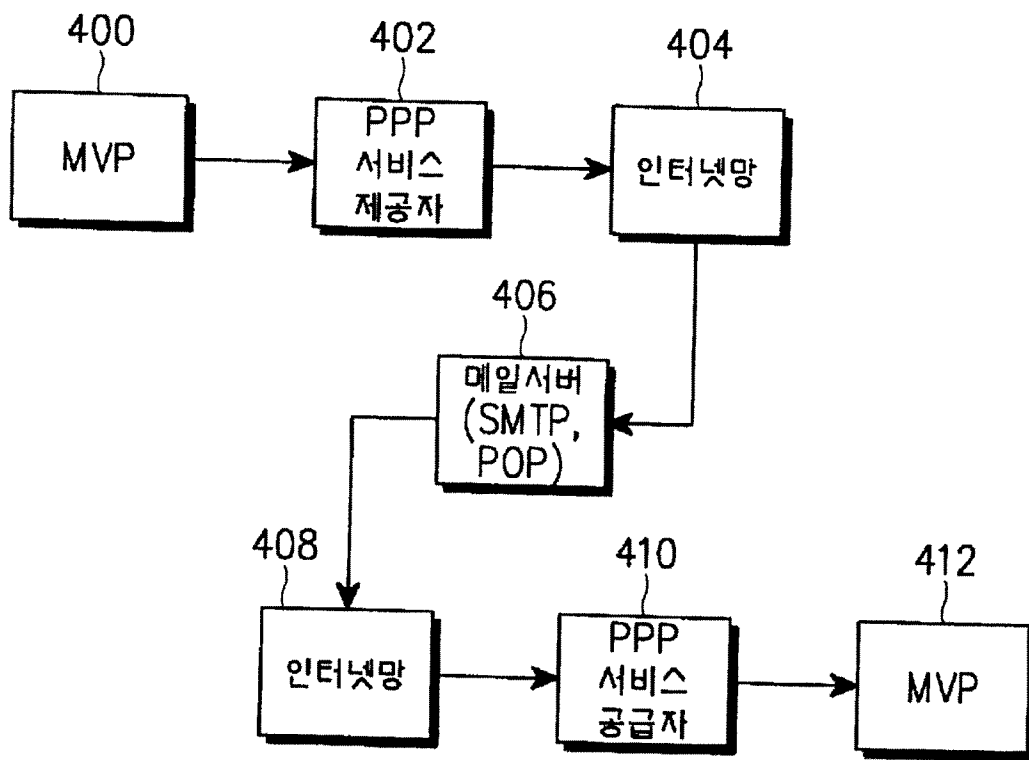 400
402
404
MVP
PPP
서비스
제공자
인터넷망
406
메일서버
(SMTP,
POP)
408
410
412
인터넷망
PPP
서비스
공급자
MVP